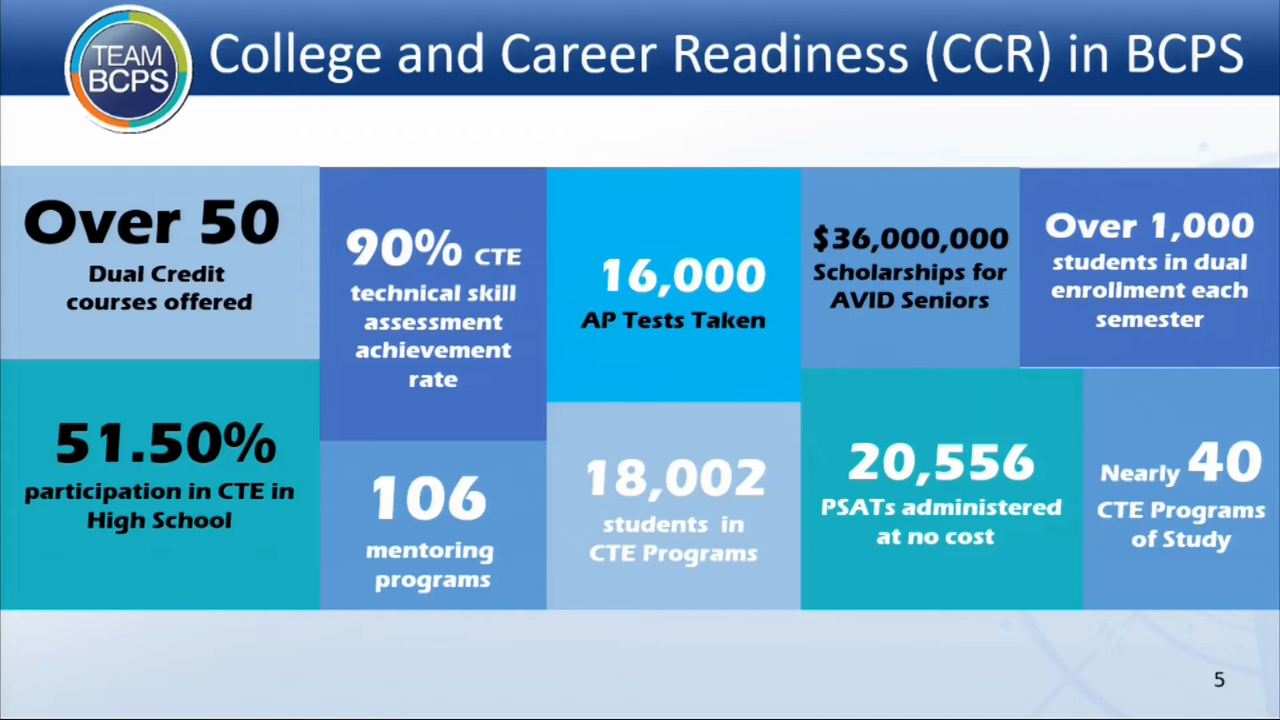 TEAM
BCPS
College and Career Readiness (CCR) in BCPS
Over 50
Dual Credit
courses offered
90% CTE
technical skill
assessment
achievement
rate
16,000
AP Tests Taken
$36,000,000
Scholarships for
AVID Seniors
Over 1,000
students in dual
enrollment each
semester
51.50%
participation in CTE in
High School
106
mentoring
programs
18,002
students in
CTE Programs
20,556
PSATs administered
at no cost
Nearly 40
CTE Programs
of Study
5